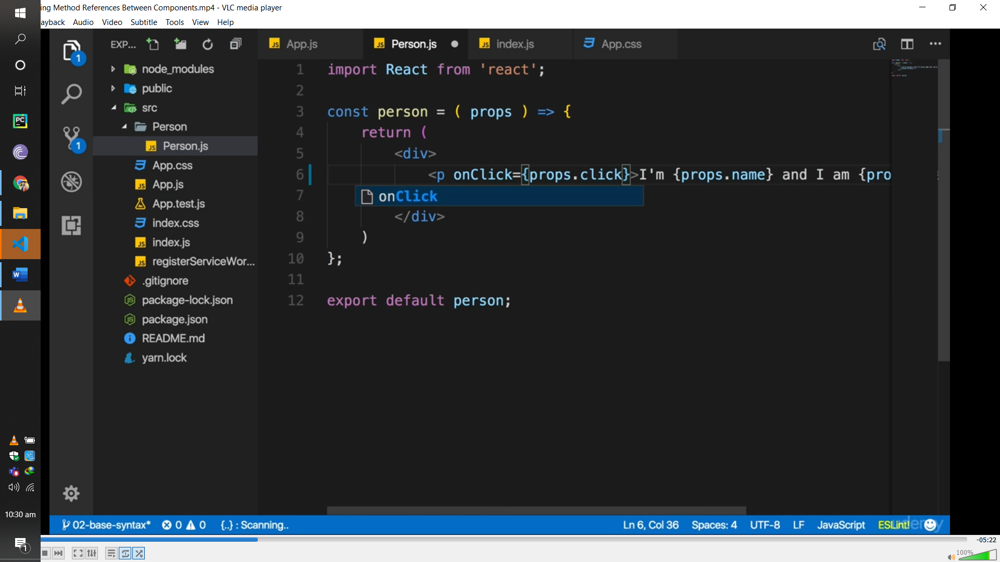 ing Method References Between Components.mp4 - VLC media player
ayback Audio Video Subtitle Tools View Help
EXP...
App.js
Person.js
index.js
App.css
1
1
node_modules
public
src
Person
Person.js
App.css
App.js
App.test.js
index.css
index.js
registerServiceWor...
.gitignore
package-lock.json
package.json
README.md
yarn.lock
1 import React from 'react';
2
3 const person = ( props ) => {
4 return (
5 <div>
6 <p onClick={props.click}>I'm {props.name} and I am {pro
7 onClick
8 </div>
9 )
10 };
11
12 export default person;
10:30 am
1
02-base-syntax* 0 0 {..} : Scanning..
Ln 6, Col 36 Spaces: 4 UTF-8 LF JavaScript ESLint!
udemy
-05:22
100%